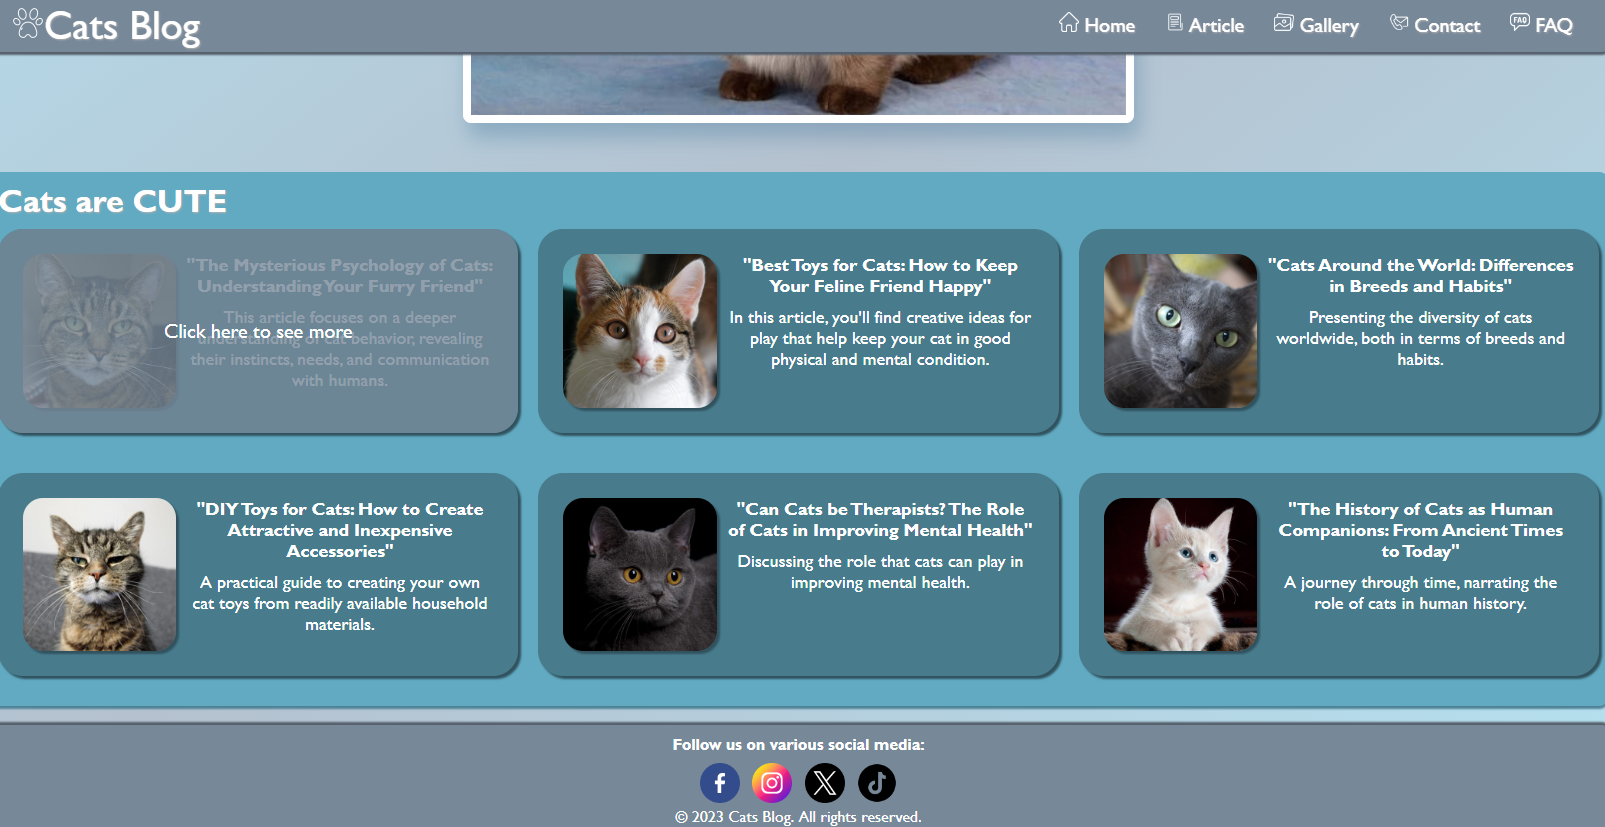 Cats Blog
Home
Article
Gallery
Contact
FAQ
Cats are CUTE
"The Mysterious Psychology of Cats:
Understanding Your Furry Friend"
This article focuses on a deeper
understanding of cat behavior, revealing
their instincts, needs, and communication
with humans.
Click here to see more
"Best Toys for Cats: How to Keep
Your Feline Friend Happy"
In this article, you'll find creative ideas for
play that help keep your cat in good
physical and mental condition.
"Cats Around the World: Differences
in Breeds and Habits"
Presenting the diversity of cats
worldwide, both in terms of breeds and
habits.
"DIY Toys for Cats: How to Create
Attractive and Inexpensive
Accessories"
A practical guide to creating your own
cat toys from readily available household
materials.
"Can Cats be Therapists? The Role
of Cats in Improving Mental Health"
Discussing the role that cats can play in
improving mental health.
"The History of Cats as Human
Companions: From Ancient Times
to Today"
A journey through time, narrating the
role of cats in human history.
Follow us on various social media:
© 2023 Cats Blog. All rights reserved.